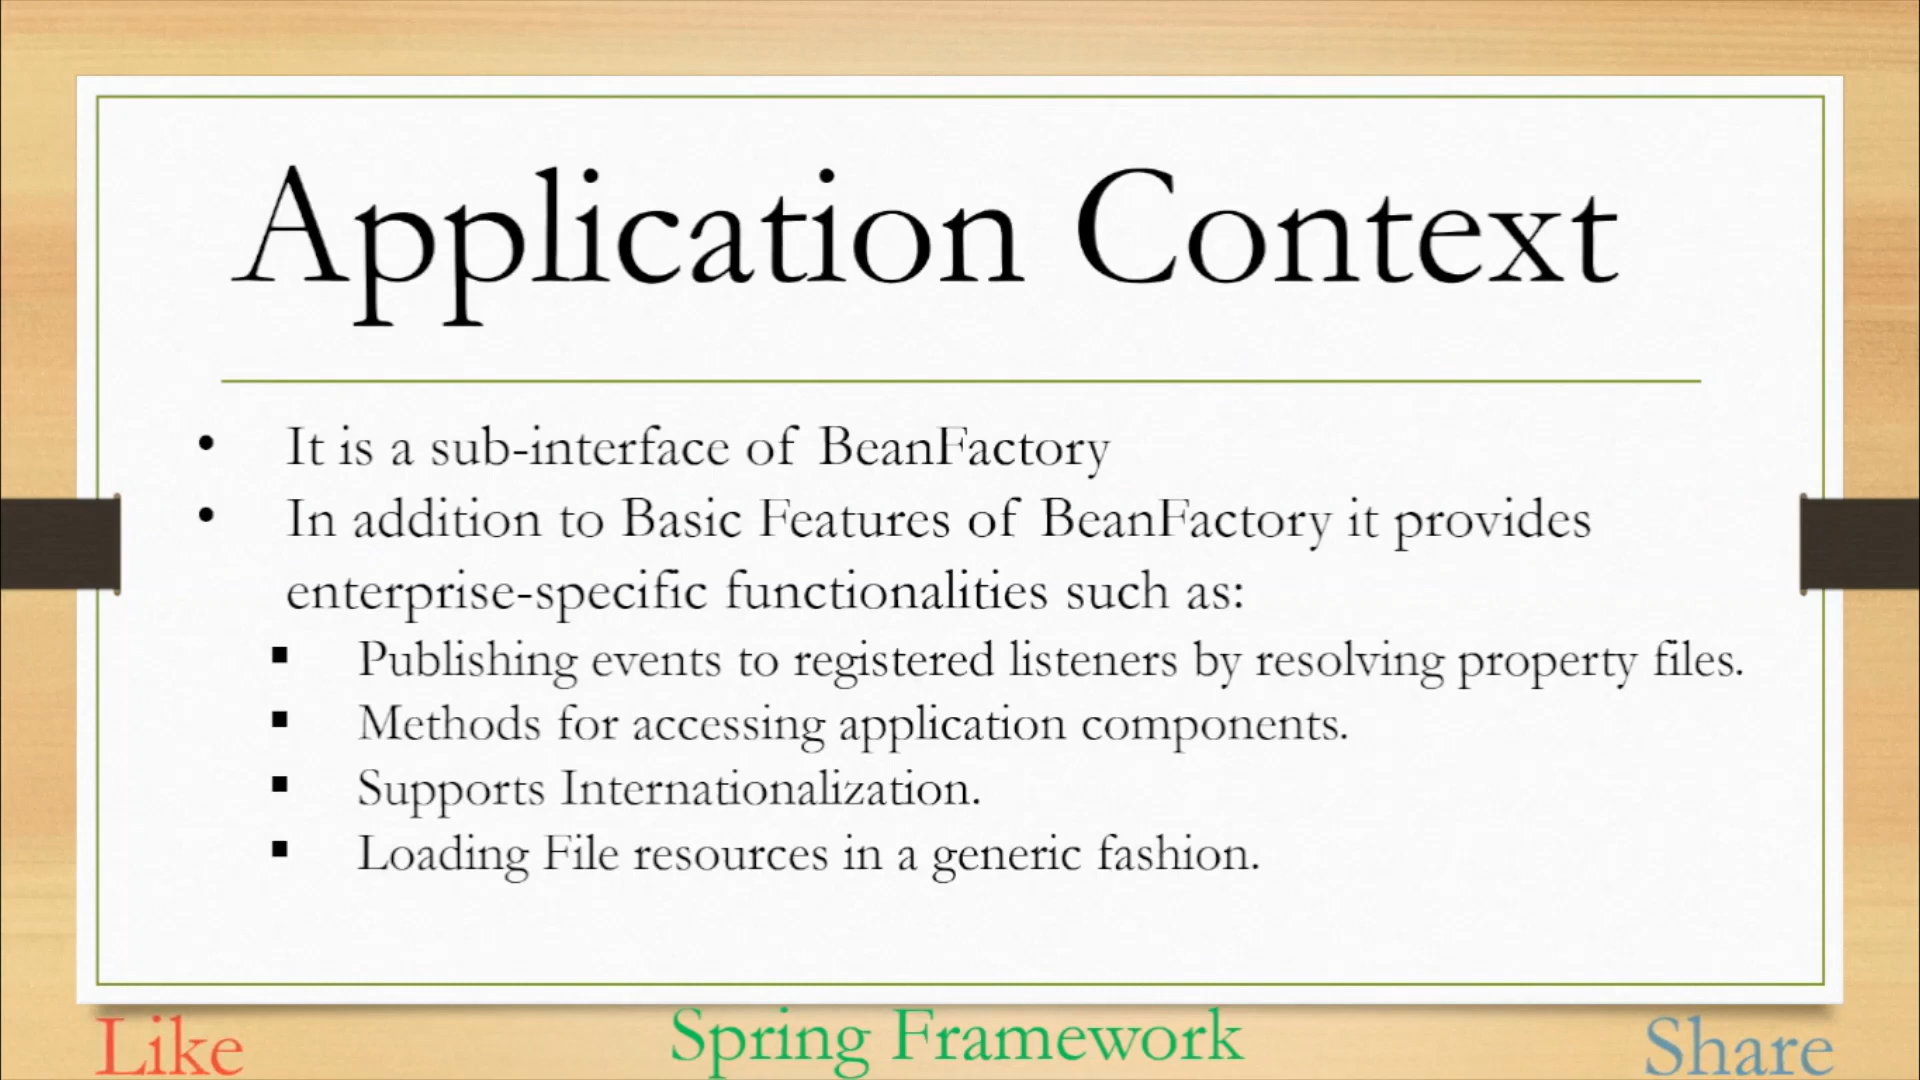 Application Context
• It is a sub-interface of BeanFactory
• In addition to Basic Features of BeanFactory it provides
enterprise-specific functionalities such as:
▪ Publishing events to registered listeners by resolving property files.
▪ Methods for accessing application components.
▪ Supports Internationalization.
▪ Loading File resources in a generic fashion.
Like
Spring Framework
Share